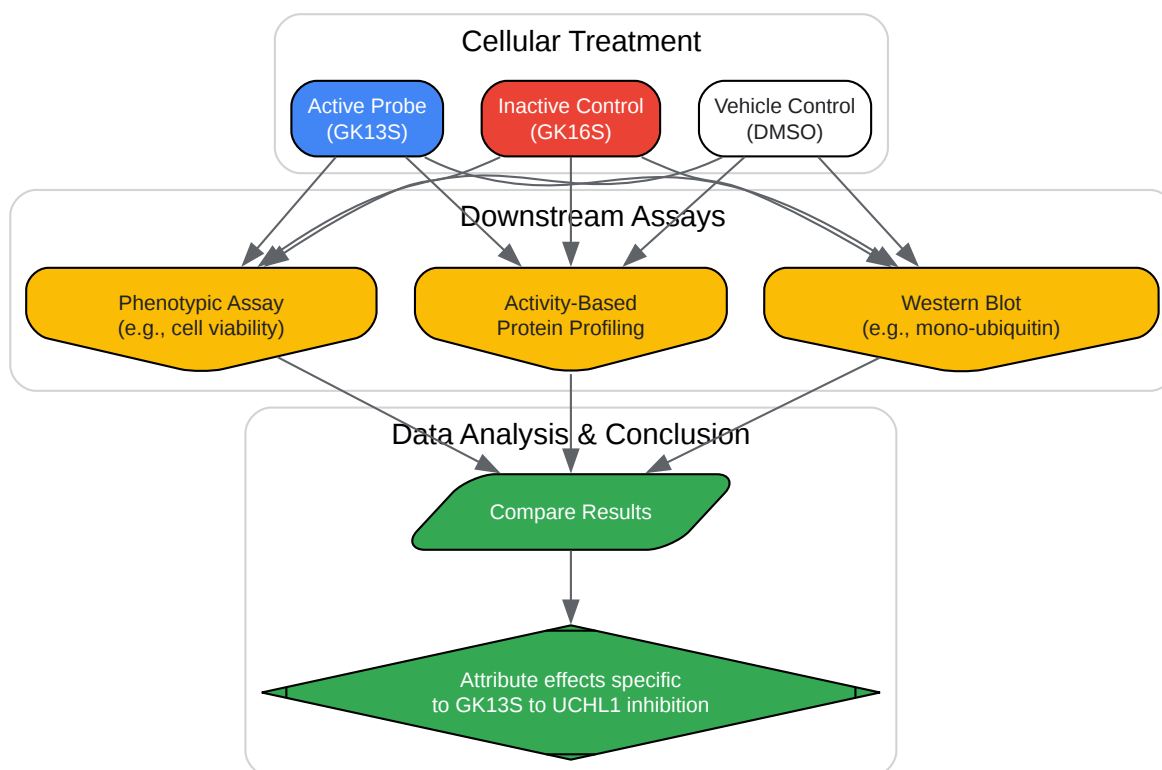 Cellular Treatment
Active Probe
(GK13S)
Inactive Control
(GK16S)
Vehicle Control
(DMSO)
Downstream Assays
Phenotypic Assay
(e.g., cell viability)
Activity-Based
Protein Profiling
Western Blot
(e.g., mono-ubiquitin)
Data Analysis & Conclusion
Compare Results
Attribute effects specific
to GK13S to UCHL1 inhibition